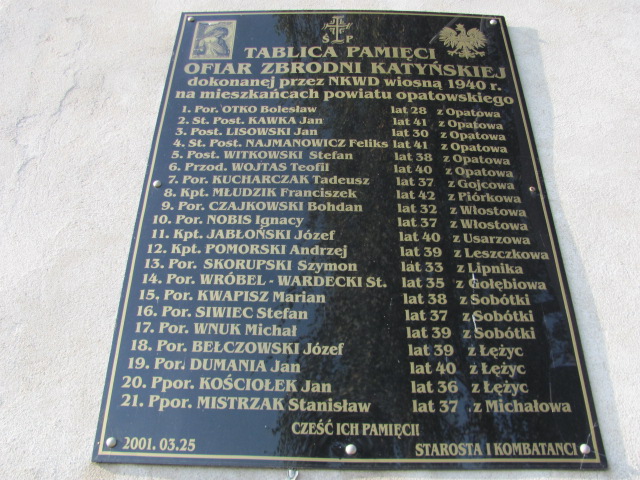 Ś P
TABLICA PAMIĘCI
OFIAR ZBRODNI KATYŃSKIEJ
dokonanej przez NKWD wiosną 1940 r.
na mieszkańcach powiatu opatowskiego
1. Por. OTKO Bolesław lat 28 z Opatowa
2. St. Post. KAWKA Jan lat 41 z Opatowa
3. Post. LISOWSKI Jan lat 30 z Opatowa
4. St. Post. NAJMANOWICZ Feliks lat 41 z Opatowa
5. Post. WITKOWSKI Stefan lat 38 z Opatowa
6. Przod. WOJTAS Teofil lat 40 z Opatowa
7. Por. KUCHARCZAK Tadeusz lat 37 z Gojcowa
8. Kpt. MŁUDZIK Franciszek lat 42 z Piórkowa
9. Por. CZAJKOWSKI Bohdan lat 32 z Włostowa
10. Por. NOBIS Ignacy lat 37 z Włostowa
11. Kpt. JABŁOŃSKI Józef lat 40 z Usarzowa
12. Kpt. POMORSKI Andrzej lat 39 z Leszczkowa
13. Por. SKORUPSKI Szymon lat 33 z Lipnika
14. Por. WRÓBEL - WARDECKI St. lat 35 z Gołębiowa
15. Por. KWAPISZ Marian lat 38 z Sobótki
16. Por. SIWIEC Stefan lat 37 z Sobótki
17. Por. WNUK Michał lat 39 z Sobótki
18. Por. BEŁCZOWSKI Józef lat 39 z Łężyc
19. Por. DUMANIA Jan lat 40 z Łężyc
20. Ppor. KOŚCIOŁEK Jan lat 36 z Łężyc
21. Ppor. MISTRZAK Stanisław lat 37 z Michałowa
CZEŚĆ ICH PAMIĘCI!
2001. 03.25 STAROSTA I KOMBATANCI